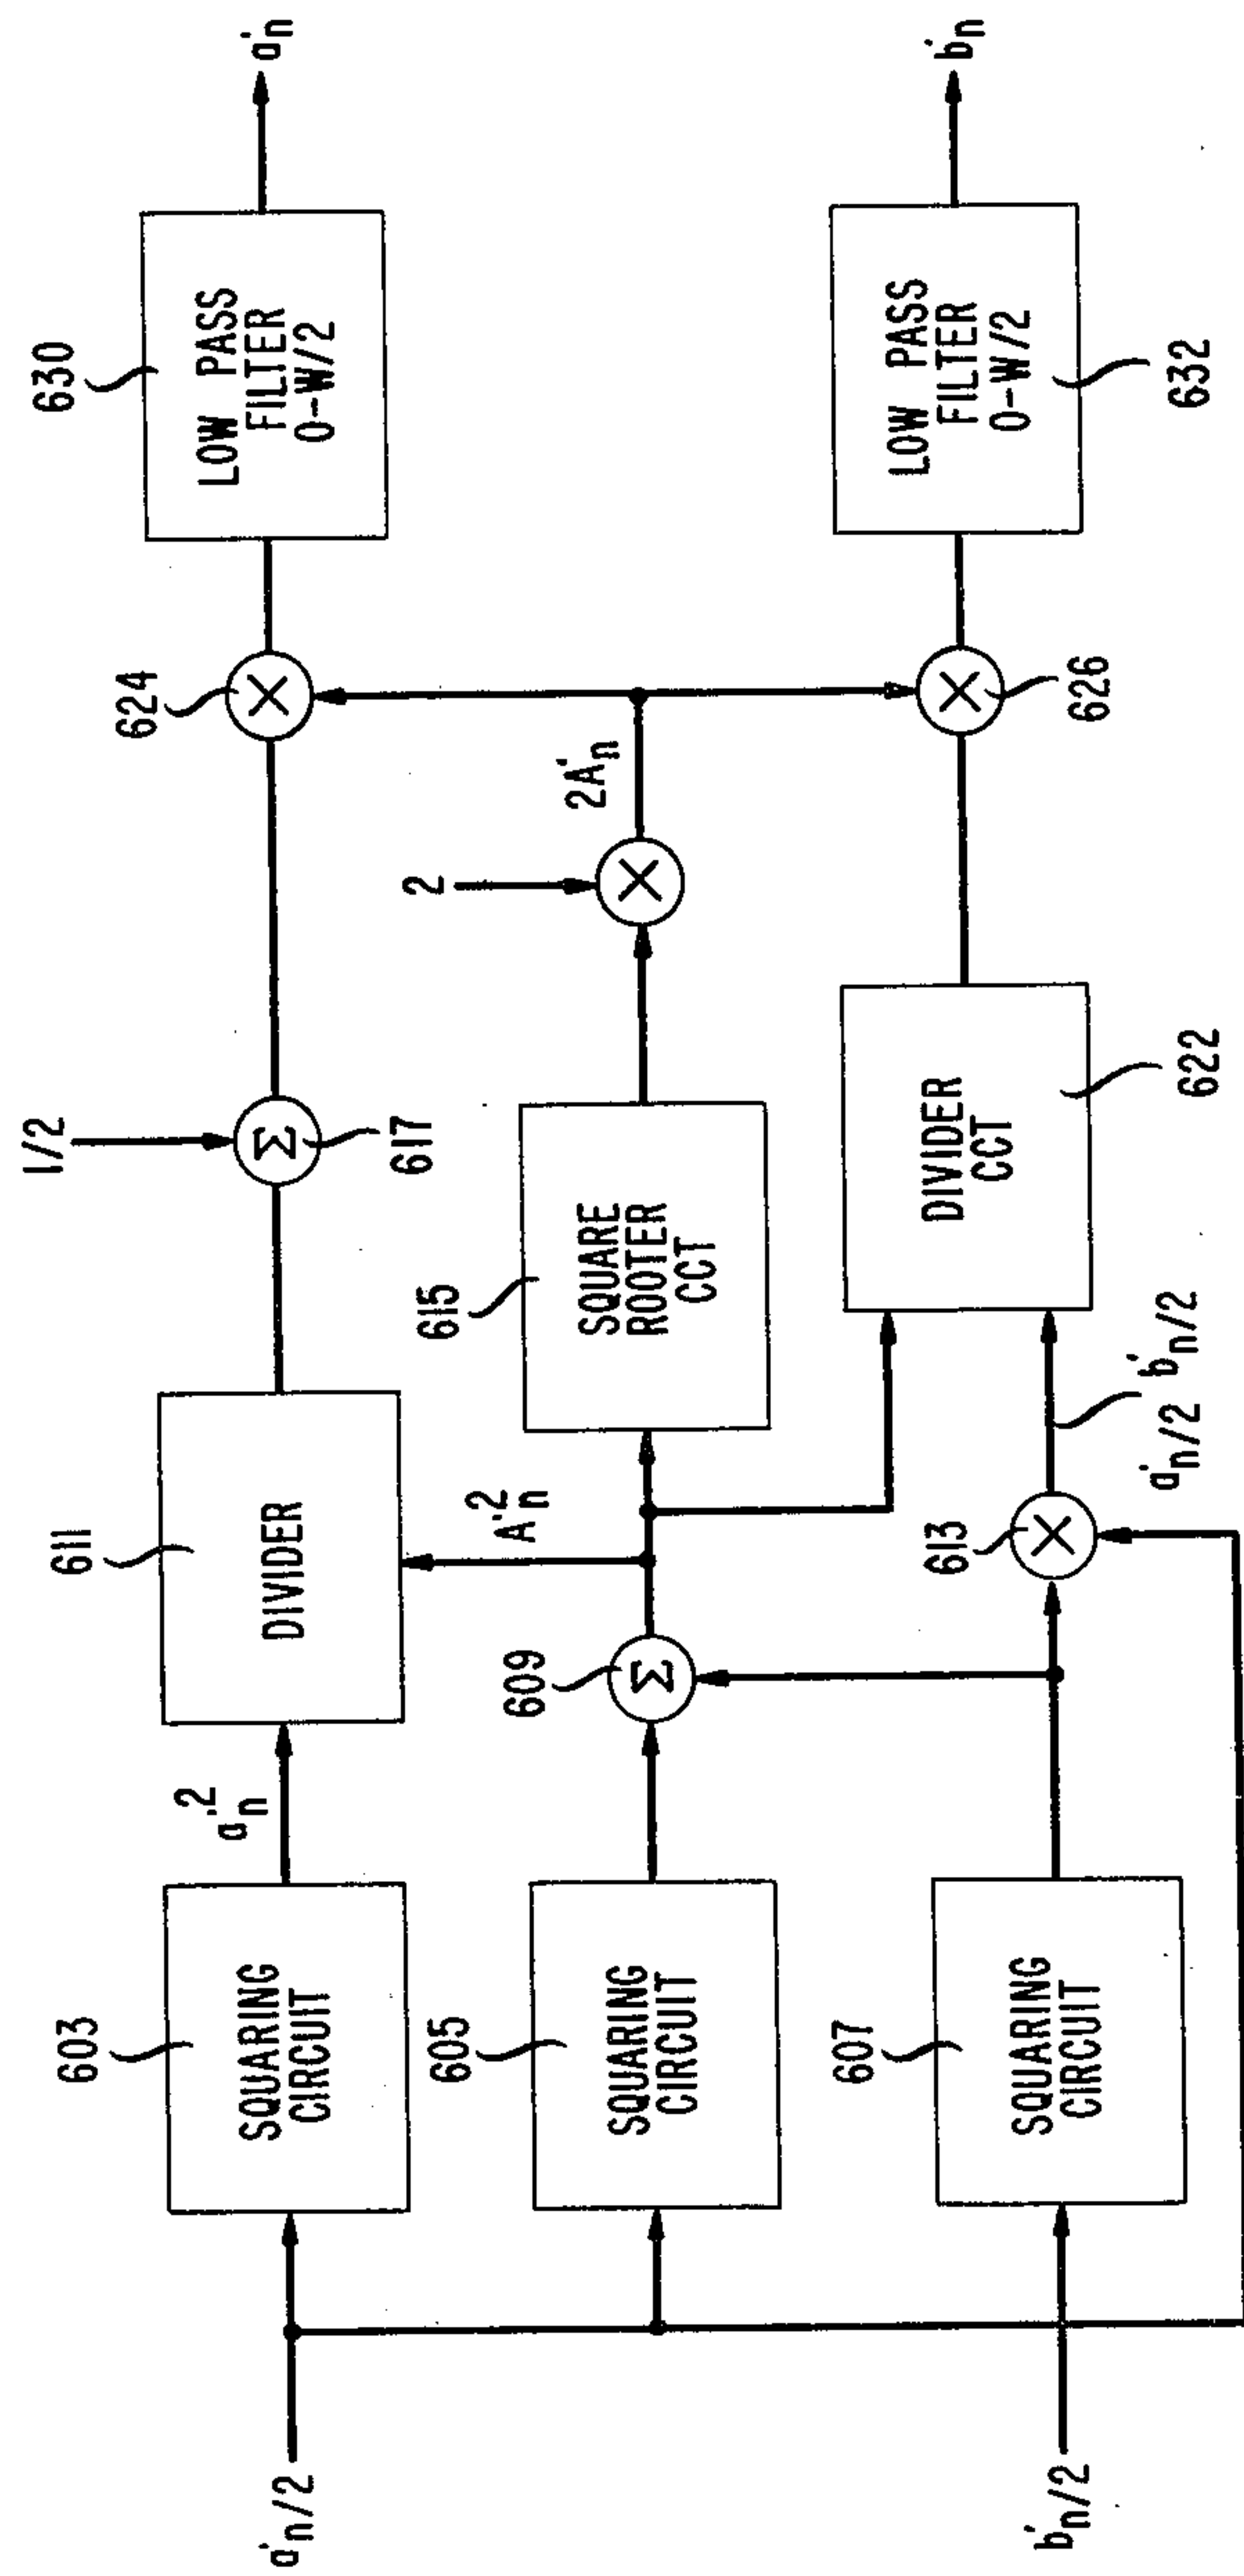 a'n/2
603
SQUARING
CIRCUIT
a'n²
611
DIVIDER
1/2
Σ
617
624
X
630
LOW PASS
FILTER
0-W/2
a'n
605
SQUARING
CIRCUIT
609
Σ
A'n²
615
SQUARE
ROOTER
CCT
2
X
2A'n
b'n/2
607
SQUARING
CIRCUIT
613
X
a'n/2 b'n/2
DIVIDER
CCT
622
X
626
LOW PASS
FILTER
0-W/2
632
b'n